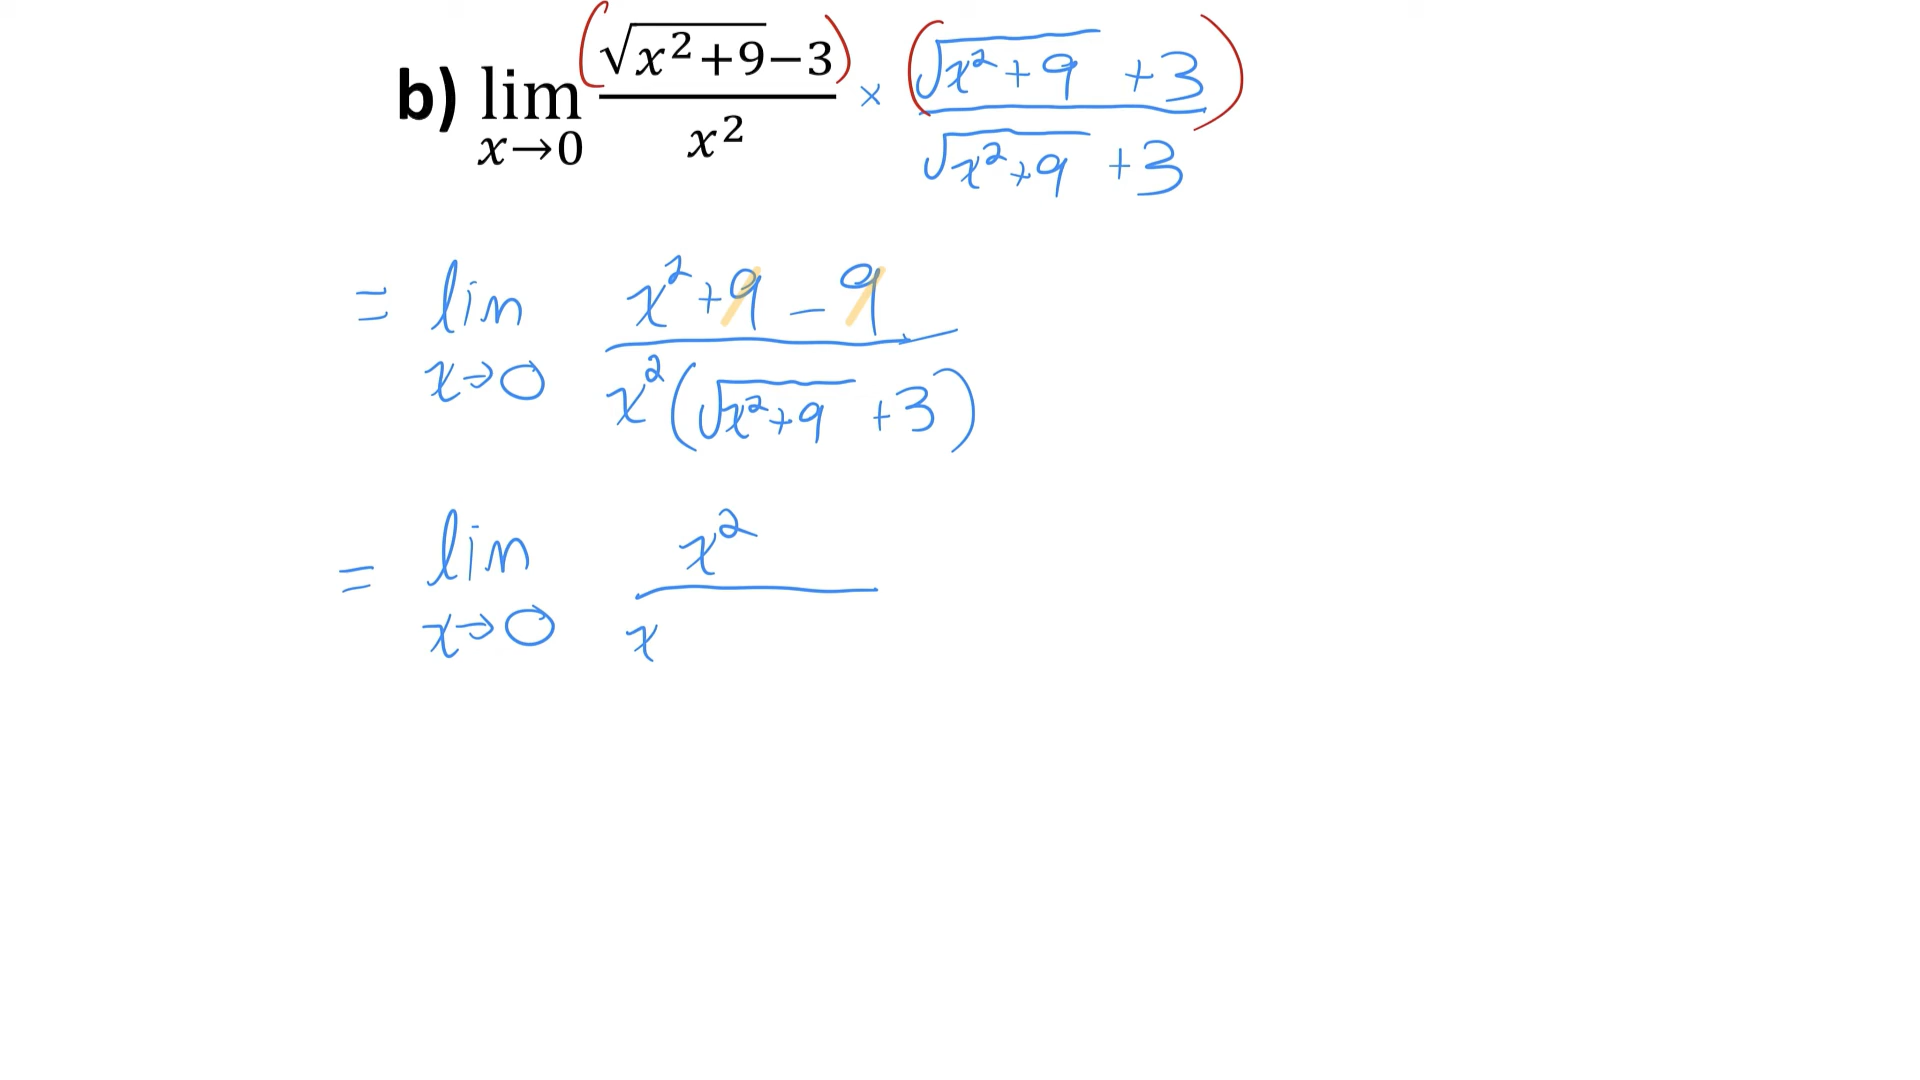 b) lim x→0 (√(x²+9)−3)/x² × (√(x²+9) +3)/(√(x²+9) +3)
= lim x→0 (x²+9−9)/(x²(√(x²+9) +3))
= lim x→0 x²/x